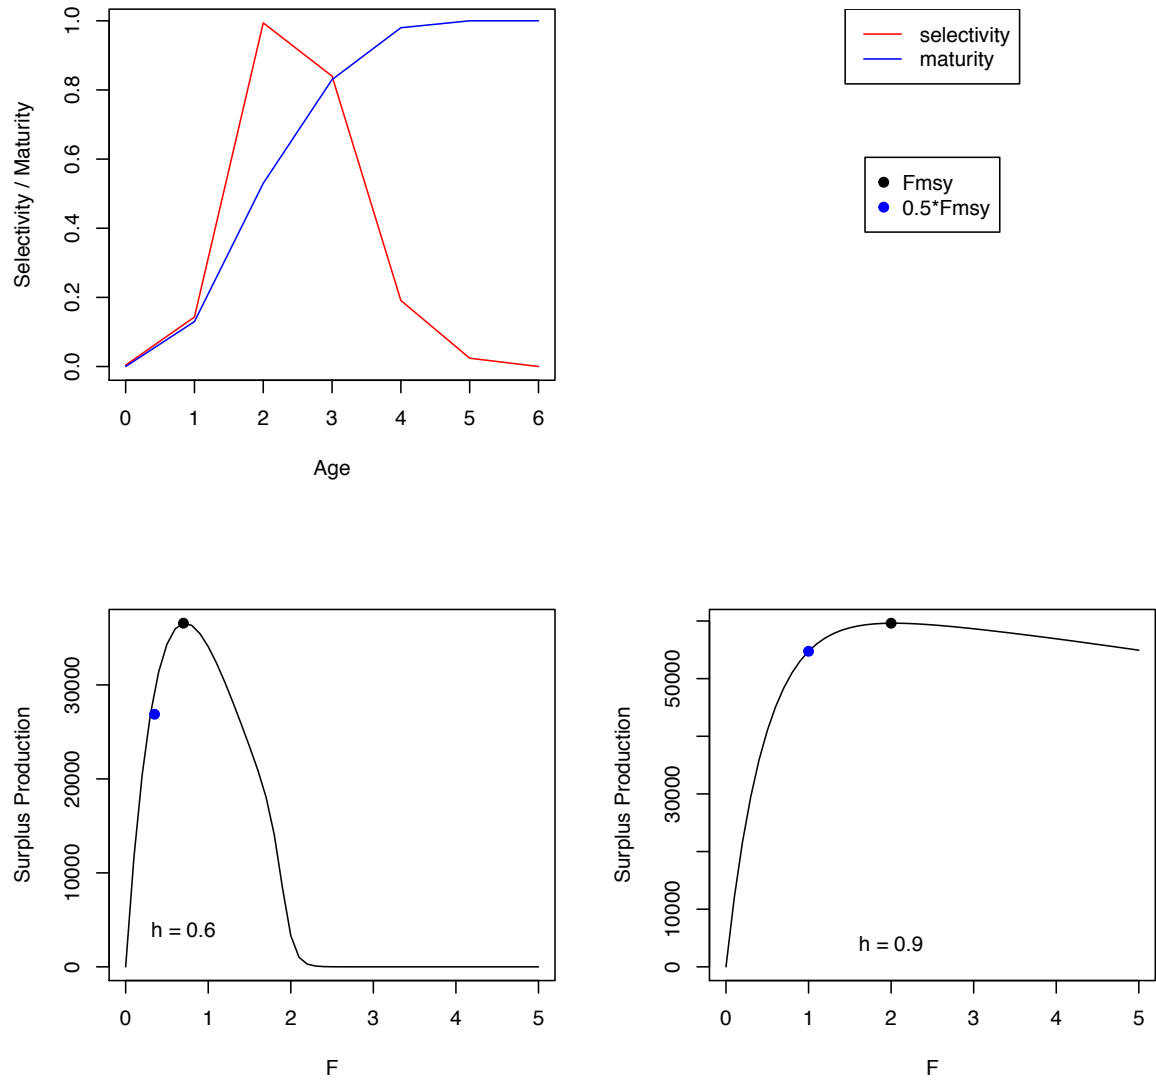 Selectivity / Maturity
1.0
0.8
0.6
0.4
0.2
0.0
0 1 2 3 4 5 6
Age
selectivity
maturity
Fmsy
0.5*Fmsy
Surplus Production
30000
20000
10000
0
h = 0.6
0 1 2 3 4 5
F
Surplus Production
50000
30000
10000
0
h = 0.9
0 1 2 3 4 5
F